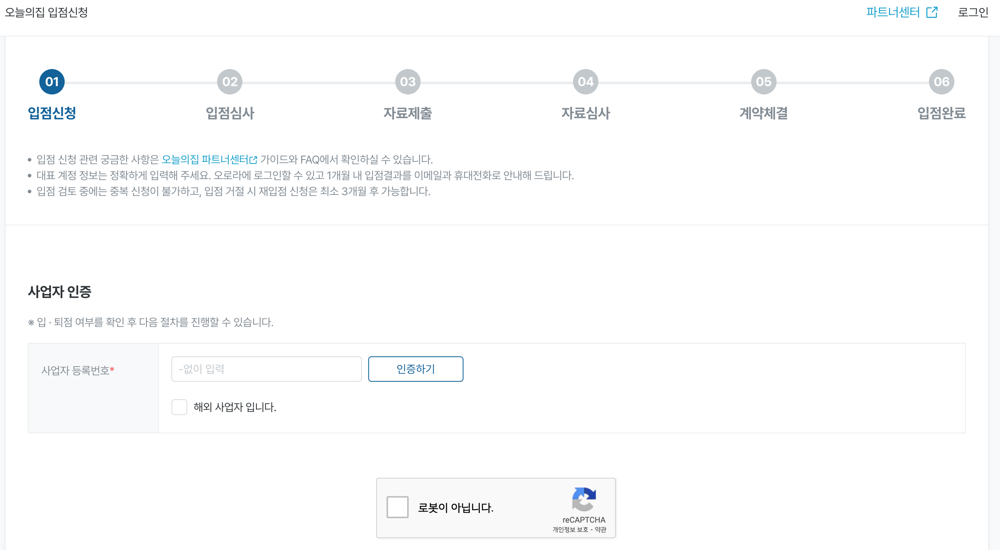 오늘의집 입점신청
파트너센터 로그인
01 02 03 04 05 06
입점신청 입점심사 자료제출 자료심사 계약체결 입점완료
• 입점 신청 관련 궁금한 사항은 오늘의집 파트너센터 가이드와 FAQ에서 확인하실 수 있습니다.
• 대표 계정 정보는 정확하게 입력해 주세요. 오로라에 로그인할 수 있고 1개월 내 입점결과를 이메일과 휴대전화로 안내해 드립니다.
• 입점 검토 중에는 중복 신청이 불가하고, 입점 거절 시 재입점 신청은 최소 3개월 후 가능합니다.
사업자 인증
※ 입 · 퇴점 여부를 확인 후 다음 절차를 진행할 수 있습니다.
사업자 등록번호* -없이 입력 인증하기
해외 사업자 입니다.
로봇이 아닙니다.
reCAPTCHA
개인정보 보호 - 약관